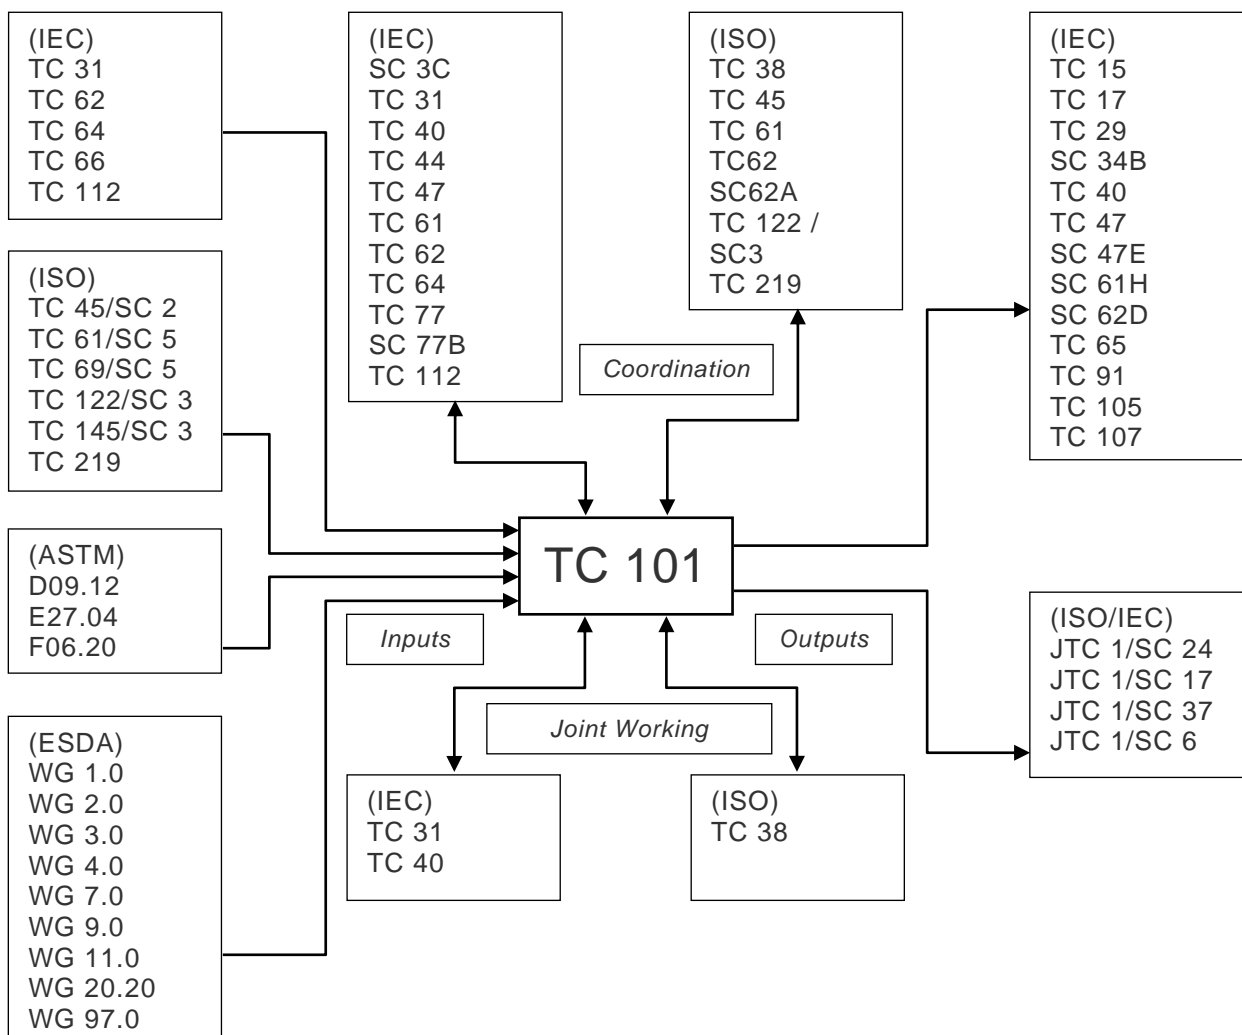 (IEC)
TC 31
TC 62
TC 64
TC 66
TC 112
(ISO)
TC 45/SC 2
TC 61/SC 5
TC 69/SC 5
TC 122/SC 3
TC 145/SC 3
TC 219
(ASTM)
D09.12
E27.04
F06.20
(ESDA)
WG 1.0
WG 2.0
WG 3.0
WG 4.0
WG 7.0
WG 9.0
WG 11.0
WG 20.20
WG 97.0
(IEC)
SC 3C
TC 31
TC 40
TC 44
TC 47
TC 61
TC 62
TC 64
TC 77
SC 77B
TC 112
(ISO)
TC 38
TC 45
TC 61
TC62
SC62A
TC 122 /
SC3
TC 219
Coordination
TC 101
Inputs
Outputs
Joint Working
(IEC)
TC 31
TC 40
(ISO)
TC 38
(IEC)
TC 15
TC 17
TC 29
SC 34B
TC 40
TC 47
SC 47E
SC 61H
SC 62D
TC 65
TC 91
TC 105
TC 107
(ISO/IEC)
JTC 1/SC 24
JTC 1/SC 17
JTC 1/SC 37
JTC 1/SC 6